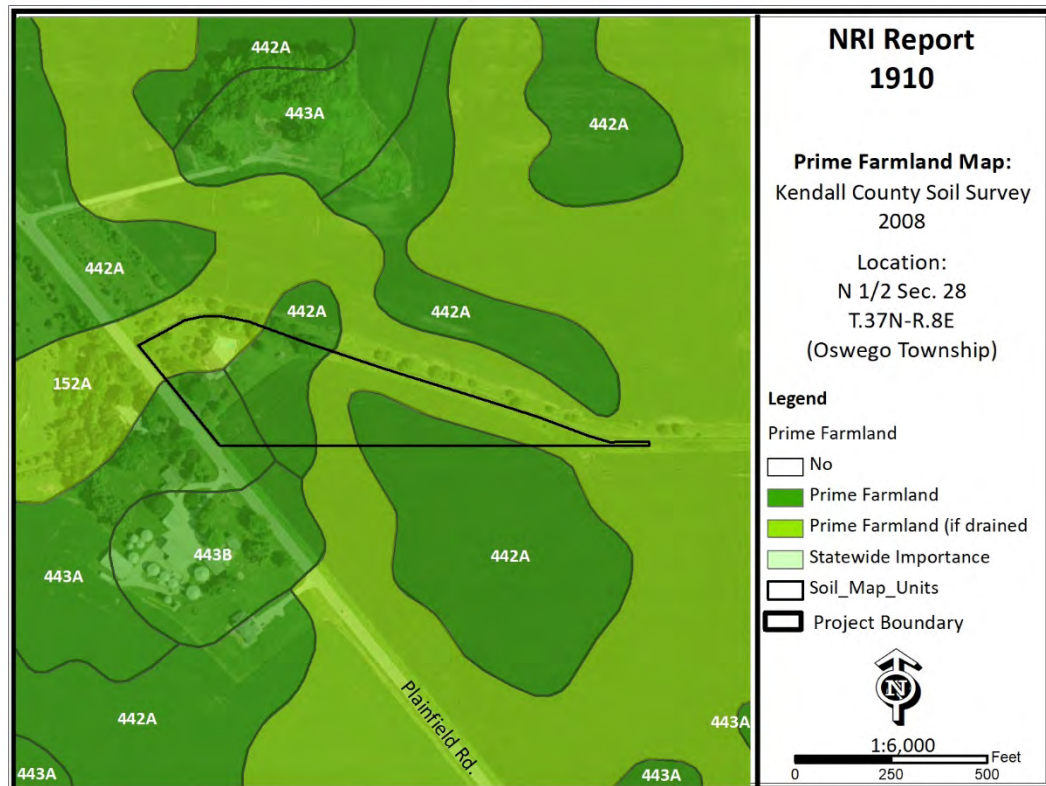 442A
443A
442A
442A
442A
442A
152A
443B
442A
443A
442A
443A
443A
443A
Plainfield Rd.
NRI Report
1910
Prime Farmland Map:
Kendall County Soil Survey
2008
Location:
N 1/2 Sec. 28
T.37N-R.8E
(Oswego Township)
Legend
Prime Farmland
No
Prime Farmland
Prime Farmland (if drained
Statewide Importance
Soil_Map_Units
Project Boundary
N
1:6,000
Feet
0 250 500